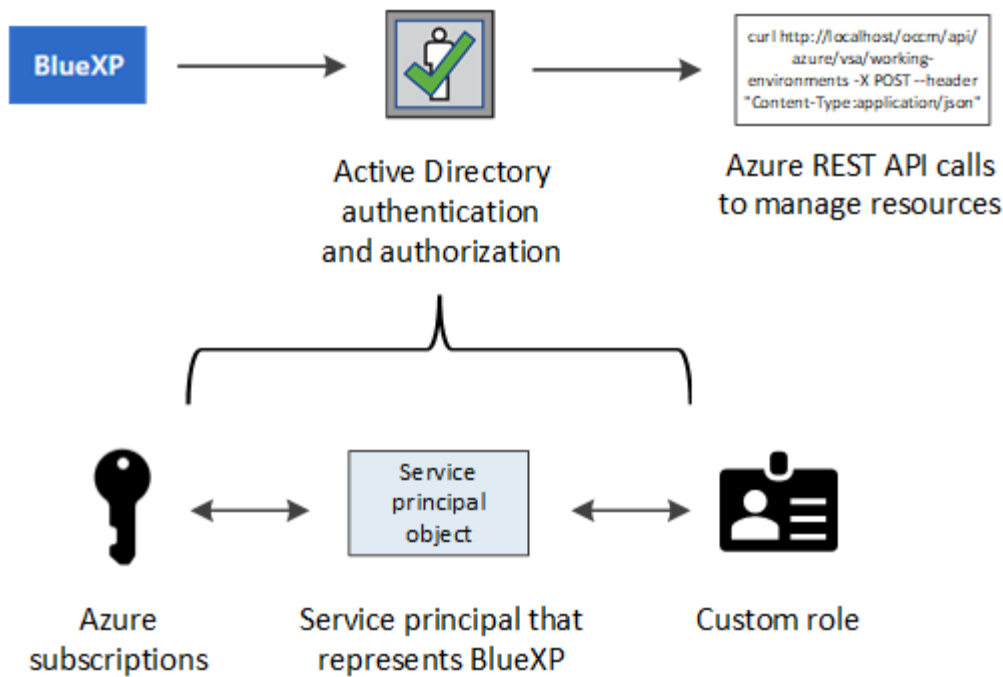 BlueXP
curl http://localhost/occm/api/
azure/vsa/working-
environments -X POST --header
"Content-Type:application/json"
Active Directory
authentication
and authorization
Azure REST API calls
to manage resources
Service
principal
object
Azure
subscriptions
Service principal that
represents BlueXP
Custom role